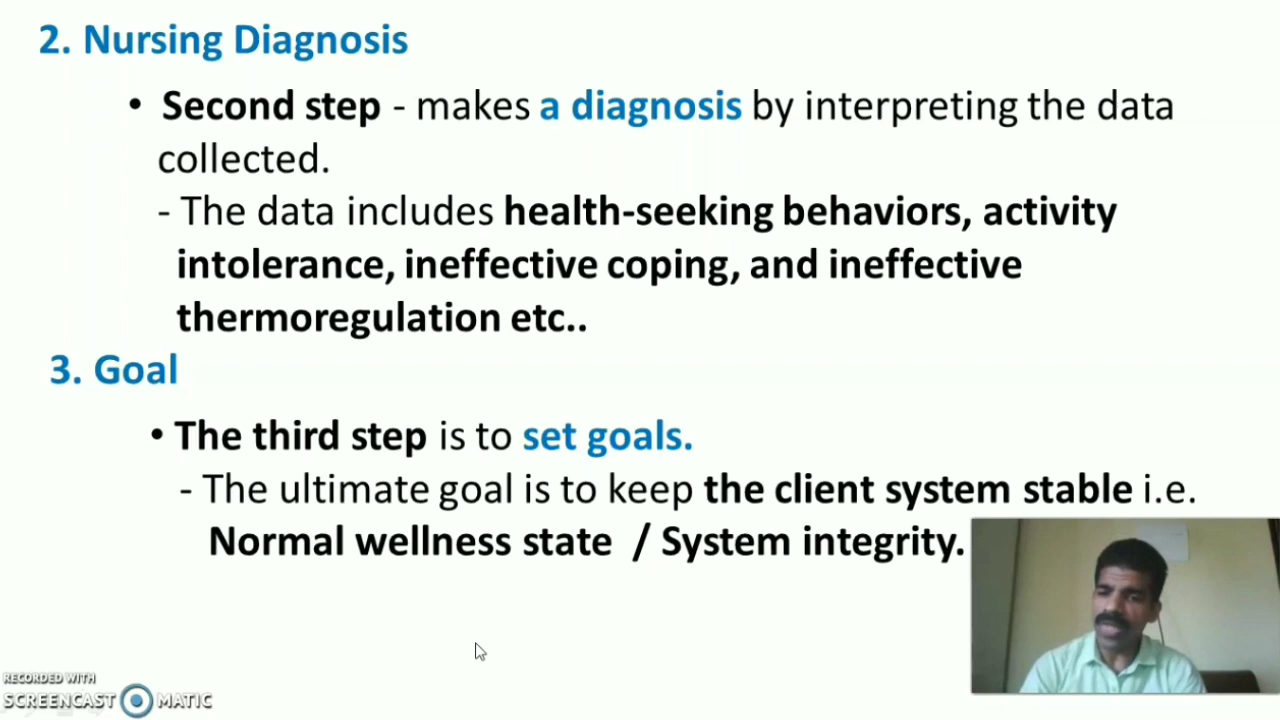 2. Nursing Diagnosis
• Second step - makes a diagnosis by interpreting the data
collected.
- The data includes health-seeking behaviors, activity
intolerance, ineffective coping, and ineffective
thermoregulation etc..
3. Goal
• The third step is to set goals.
- The ultimate goal is to keep the client system stable i.e.
Normal wellness state / System integrity.
RECORDED WITH
SCREENCAST MATIC